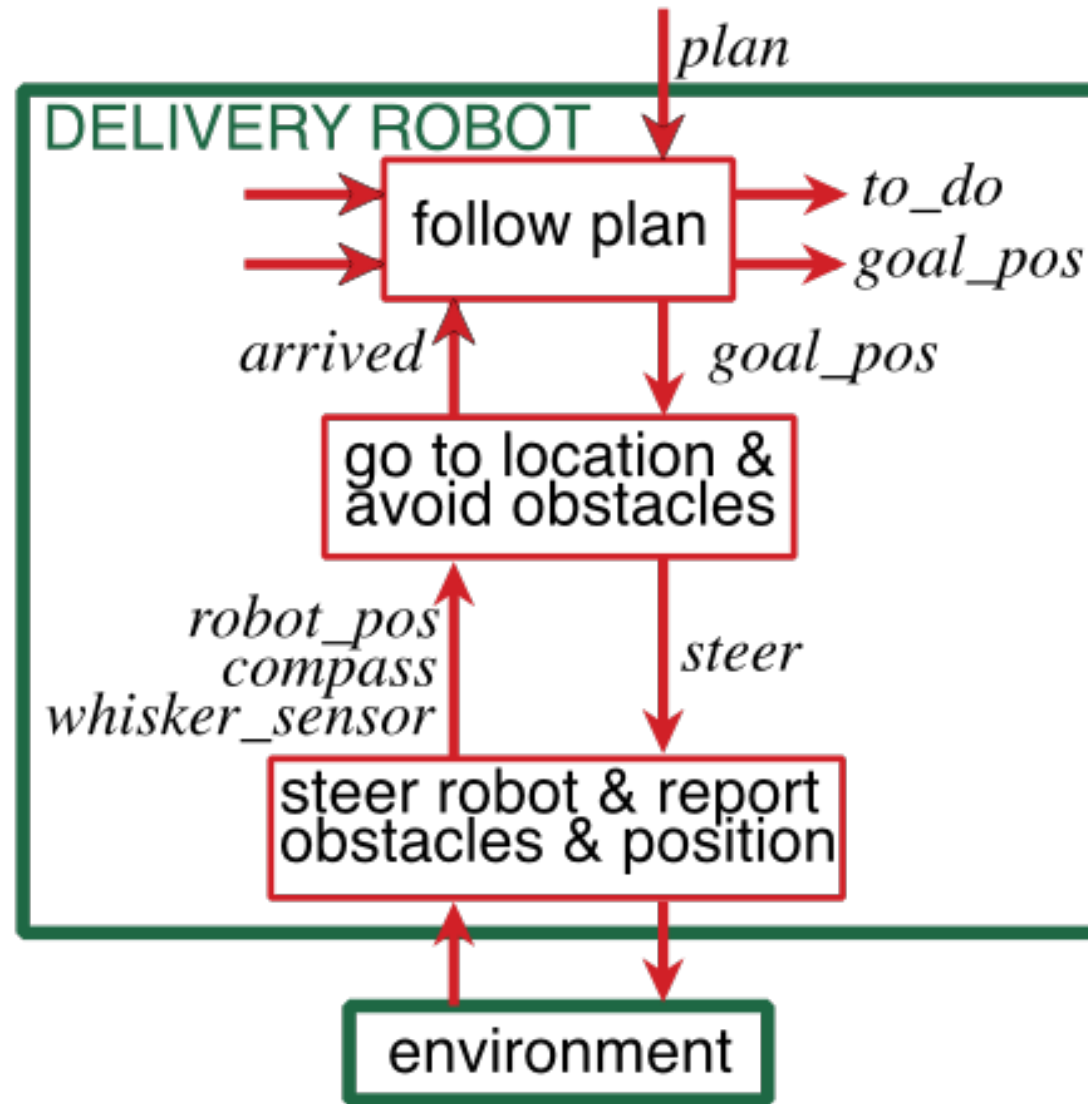 plan
DELIVERY ROBOT
to_do
follow plan
goal_pos
arrived
goal_pos
go to location &
avoid obstacles
robot_pos
compass
steer
whisker_sensor
steer robot & report
obstacles & position
environment